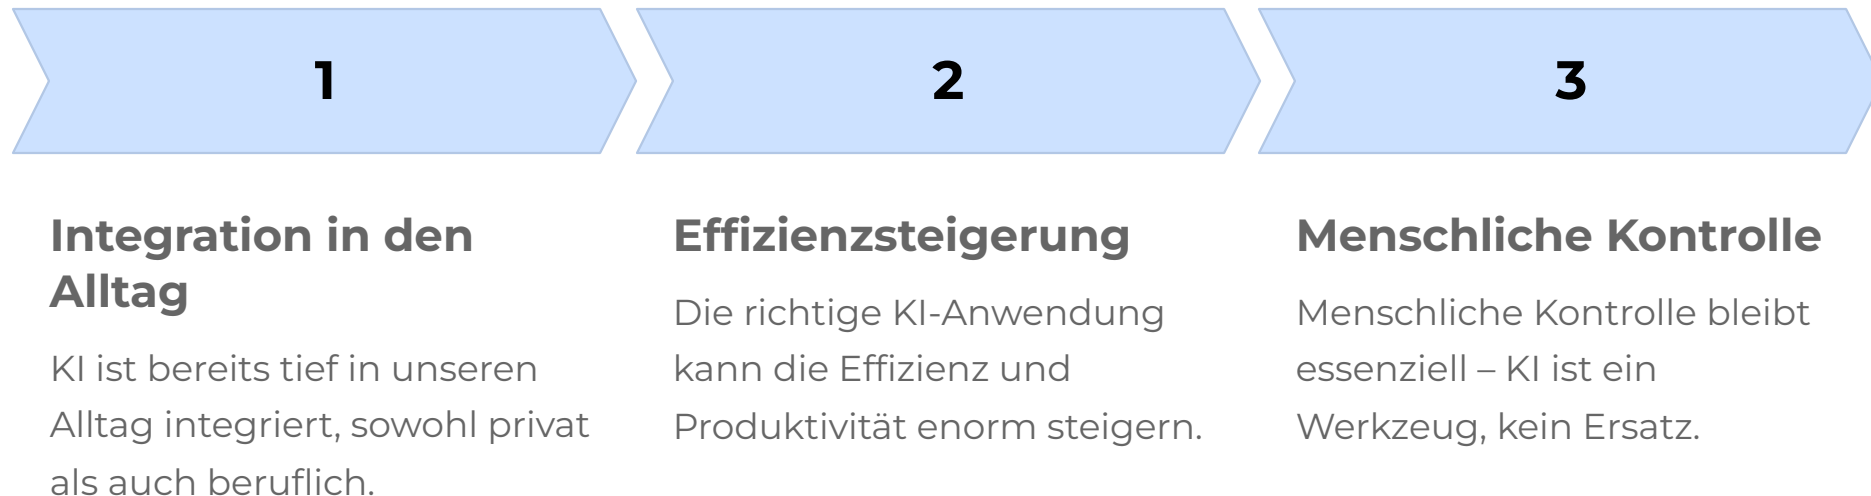 1
Integration in den
Alltag
KI ist bereits tief in unseren
Alltag integriert, sowohl privat
als auch beruflich.
2
Effizienzsteigerung
Die richtige KI-Anwendung
kann die Effizienz und
Produktivität enorm steigern.
3
Menschliche Kontrolle
Menschliche Kontrolle bleibt
essenziell – KI ist ein
Werkzeug, kein Ersatz.